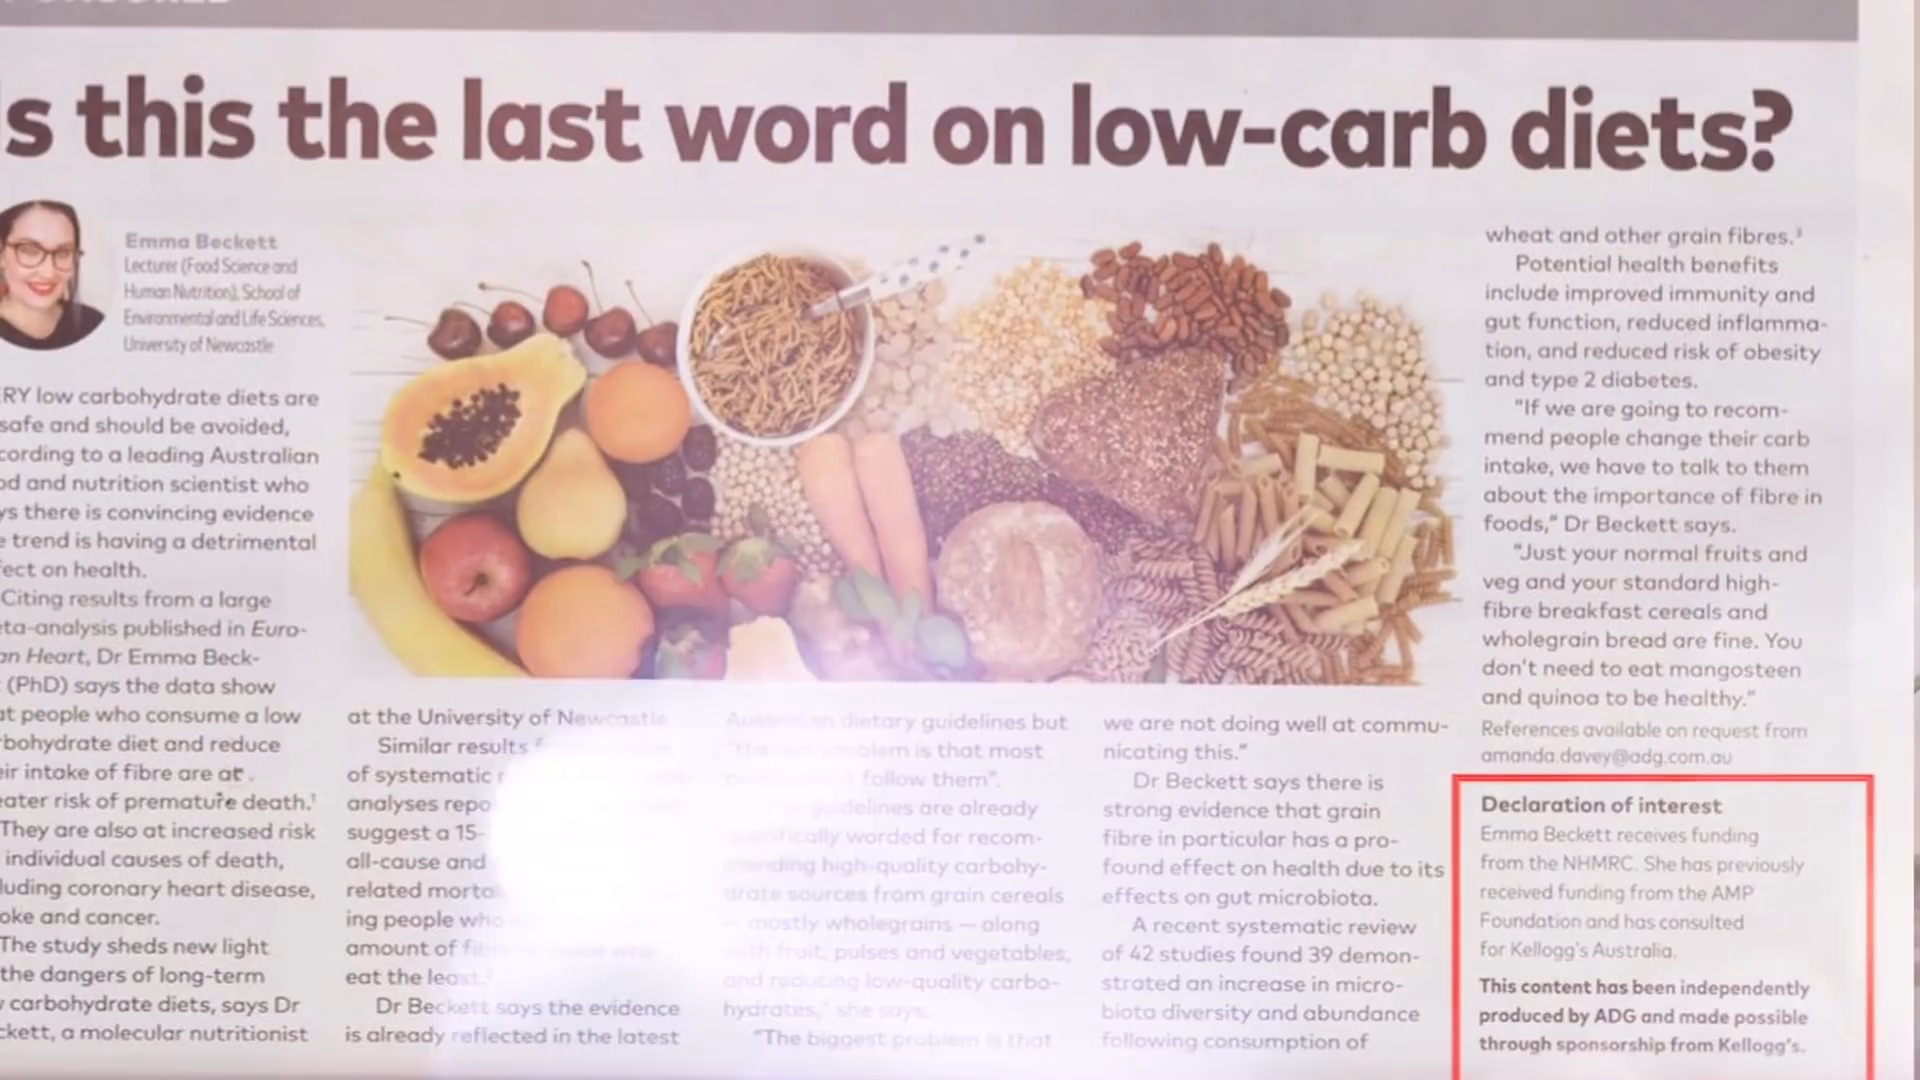 s this the last word on low-carb diets?
Emma Beckett
Lecturer (Food Science and
Human Nutrition), School of
Environmental and Life Sciences,
University of Newcastle
ERY low carbohydrate diets are
safe and should be avoided,
cording to a leading Australian
od and nutrition scientist who
ys there is convincing evidence
e trend is having a detrimental
fect on health.
Citing results from a large
eta-analysis published in Euro-
an Heart, Dr Emma Beck-
t (PhD) says the data show
at people who consume a low
rbohydrate diet and reduce
eir intake of fibre are at
eater risk of premature death.¹
They are also at increased risk
individual causes of death,
luding coronary heart disease,
oke and cancer.
The study sheds new light
the dangers of long-term
w carbohydrate diets, says Dr
ckett, a molecular nutritionist
at the University of Newcastle
Similar results
of systematic
analyses repo
suggest a 15-
all-cause and
related morta
ing people who
amount of
eat the least.
Dr Beckett says the evidence
is already reflected in the latest
Australian dietary guidelines but
problem is that most
follow them".
guidelines are already
specifically worded for recom-
mending high-quality carbohy-
drate sources from grain cereals
— mostly wholegrains — along
with fruit, pulses and vegetables,
and reducing low-quality carbo-
hydrates," she says.
"The biggest problem is that
we are not doing well at commu-
nicating this."
Dr Beckett says there is
strong evidence that grain
fibre in particular has a pro-
found effect on health due to its
effects on gut microbiota.
A recent systematic review
of 42 studies found 39 demon-
strated an increase in micro-
biota diversity and abundance
following consumption of
wheat and other grain fibres.³
Potential health benefits
include improved immunity and
gut function, reduced inflamma-
tion, and reduced risk of obesity
and type 2 diabetes.
"If we are going to recom-
mend people change their carb
intake, we have to talk to them
about the importance of fibre in
foods," Dr Beckett says.
"Just your normal fruits and
veg and your standard high-
fibre breakfast cereals and
wholegrain bread are fine. You
don't need to eat mangosteen
and quinoa to be healthy."
References available on request from
amanda.davey@adg.com.au
Declaration of interest
Emma Beckett receives funding
from the NHMRC. She has previously
received funding from the AMP
Foundation and has consulted
for Kellogg's Australia.
This content has been independently
produced by ADG and made possible
through sponsorship from Kellogg's.